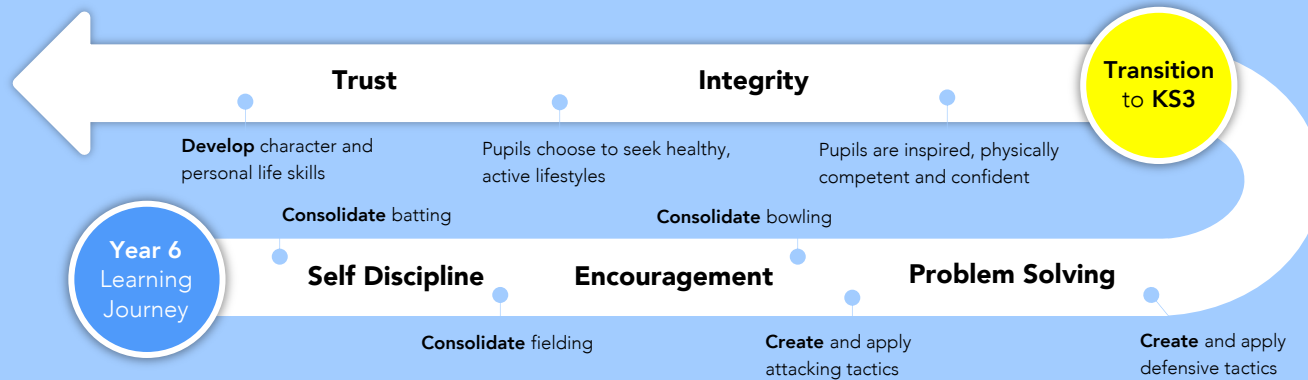 Trust
Integrity
Transition
to KS3
Develop character and
personal life skills
Pupils choose to seek healthy,
active lifestyles
Pupils are inspired, physically
competent and confident
Consolidate batting
Consolidate bowling
Year 6
Learning
Journey
Self Discipline
Encouragement
Problem Solving
Consolidate fielding
Create and apply
attacking tactics
Create and apply
defensive tactics